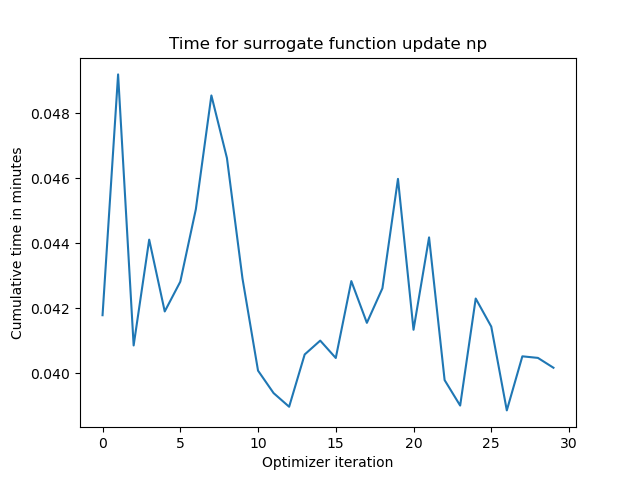 Time for surrogate function update np
Cumulative time in minutes
0.048
0.046
0.044
0.042
0.040
0 5 10 15 20 25 30
Optimizer iteration